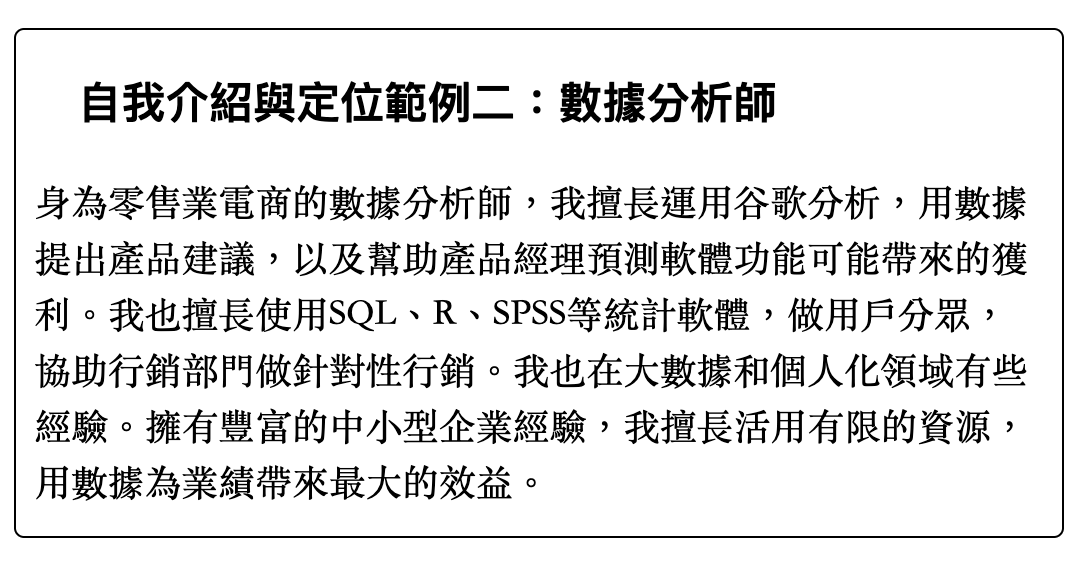 自我介紹與定位範例二：數據分析師
身為零售業電商的數據分析師，我擅長運用谷歌分析，用數據
提出產品建議，以及幫助產品經理預測軟體功能可能帶來的獲
利。我也擅長使用SQL、R、SPSS等統計軟體，做用戶分眾，
協助行銷部門做針對性行銷。我也在大數據和個人化領域有些
經驗。擁有豐富的中小型企業經驗，我擅長活用有限的資源，
用數據為業績帶來最大的效益。